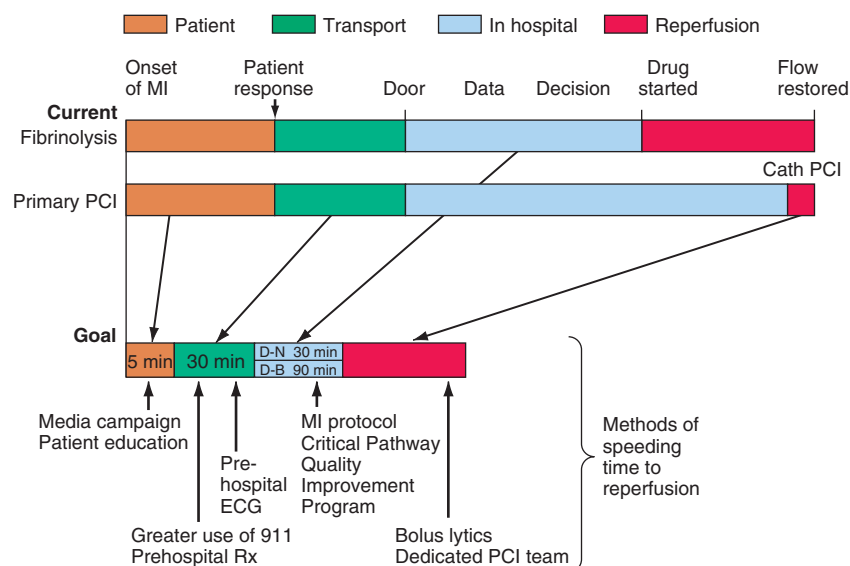 Patient
Transport
In hospital
Reperfusion
Onset
of MI
Patient
response
Door
Data
Decision
Drug
started
Flow
restored
Current
Fibrinolysis
Cath PCI
Primary PCI
Goal
5 min
30 min
D-N 30 min
D-B 90 min
Media campaign
Patient education
Pre-
hospital
ECG
MI protocol
Critical Pathway
Quality
Improvement
Program
Greater use of 911
Prehospital Rx
Bolus lytics
Dedicated PCI team
Methods of
speeding
time to
reperfusion